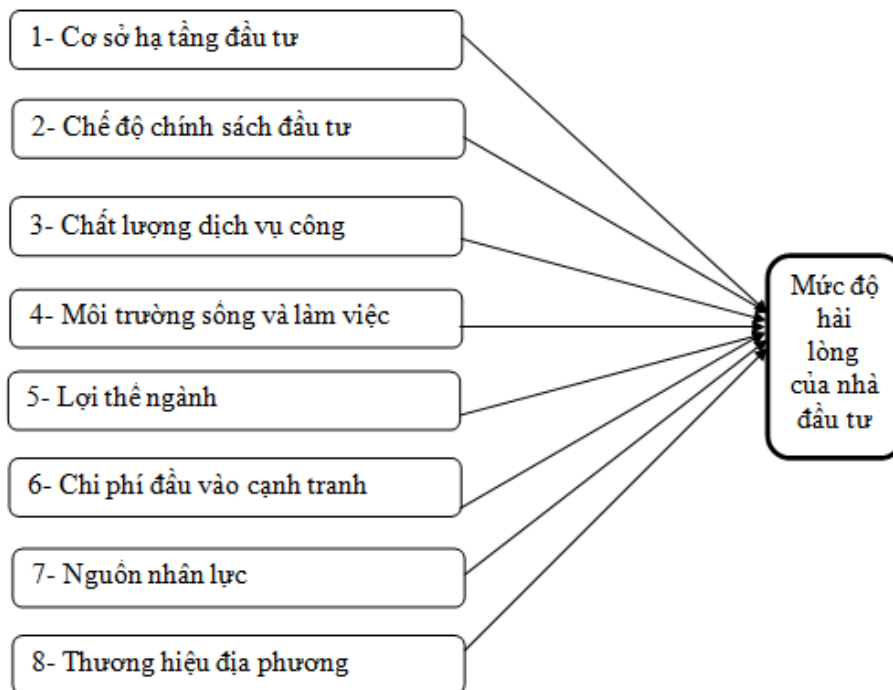 1- Cơ sở hạ tầng đầu tư
2- Chế độ chính sách đầu tư
3- Chất lượng dịch vụ công
4- Môi trường sống và làm việc
5- Lợi thế ngành
6- Chi phí đầu vào cạnh tranh
7- Nguồn nhân lực
8- Thương hiệu địa phương
Mức độ
hài
lòng
của nhà
đầu tư